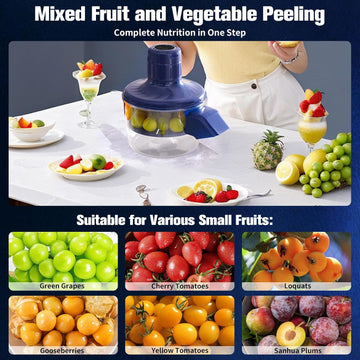 Mixed Fruit and Vegetable Peeling
Complete Nutrition in One Step
Suitable for Various Small Fruits:
Green Grapes
Cherry Tomatoes
Loquats
Gooseberries
Yellow Tomatoes
Sanhua Plums